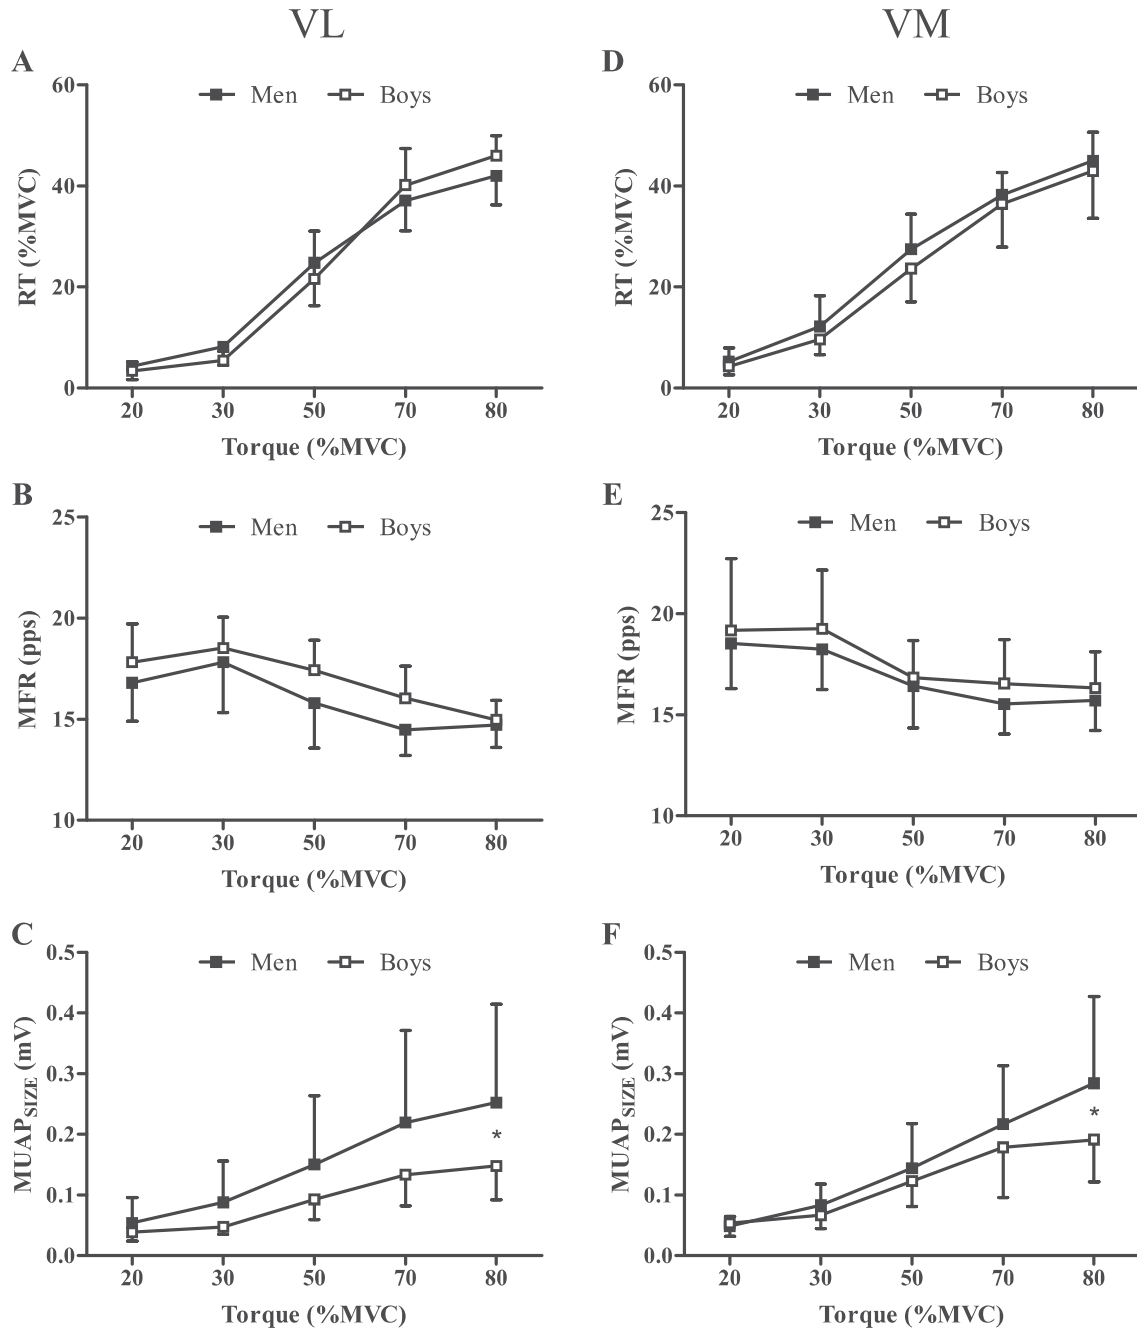 VL
VM
A
60
40
20
0
RT (%MVC)
Men
Boys
20 30 50 70 80
Torque (%MVC)
D
60
40
20
0
RT (%MVC)
Men
Boys
20 30 50 70 80
Torque (%MVC)
B
25
20
15
10
MFR (pps)
Men
Boys
20 30 50 70 80
Torque (%MVC)
E
25
20
15
10
MFR (pps)
Men
Boys
20 30 50 70 80
Torque (%MVC)
C
0.5
0.4
0.3
0.2
0.1
0.0
MUAPSIZE (mV)
Men
Boys
*
20 30 50 70 80
Torque (%MVC)
F
0.5
0.4
0.3
0.2
0.1
0.0
MUAPSIZE (mV)
Men
Boys
*
20 30 50 70 80
Torque (%MVC)